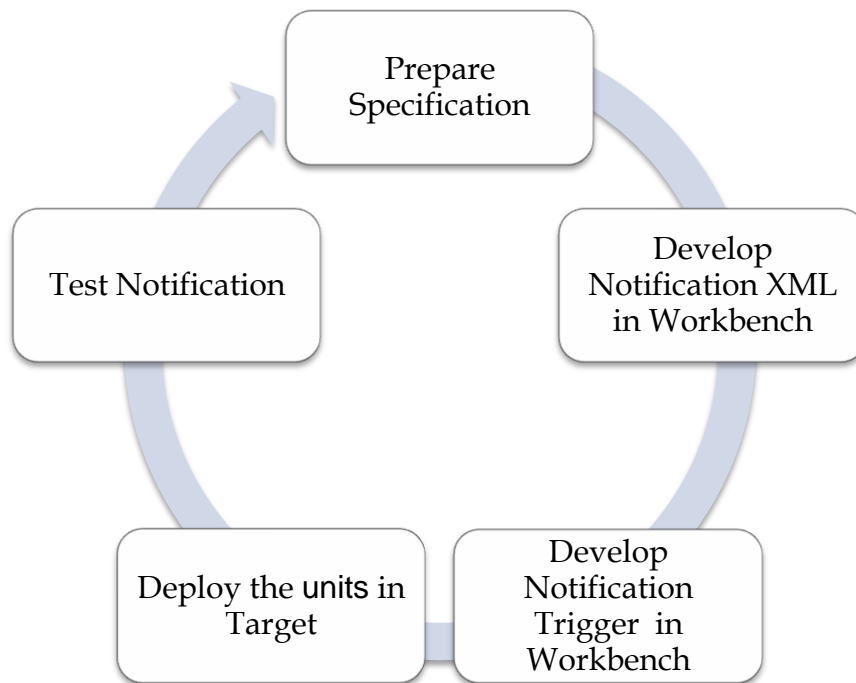 Prepare
Specification
Develop
Notification XML
in Workbench
Develop
Notification
Trigger  in
Workbench
Deploy the units in
Target
Test Notification